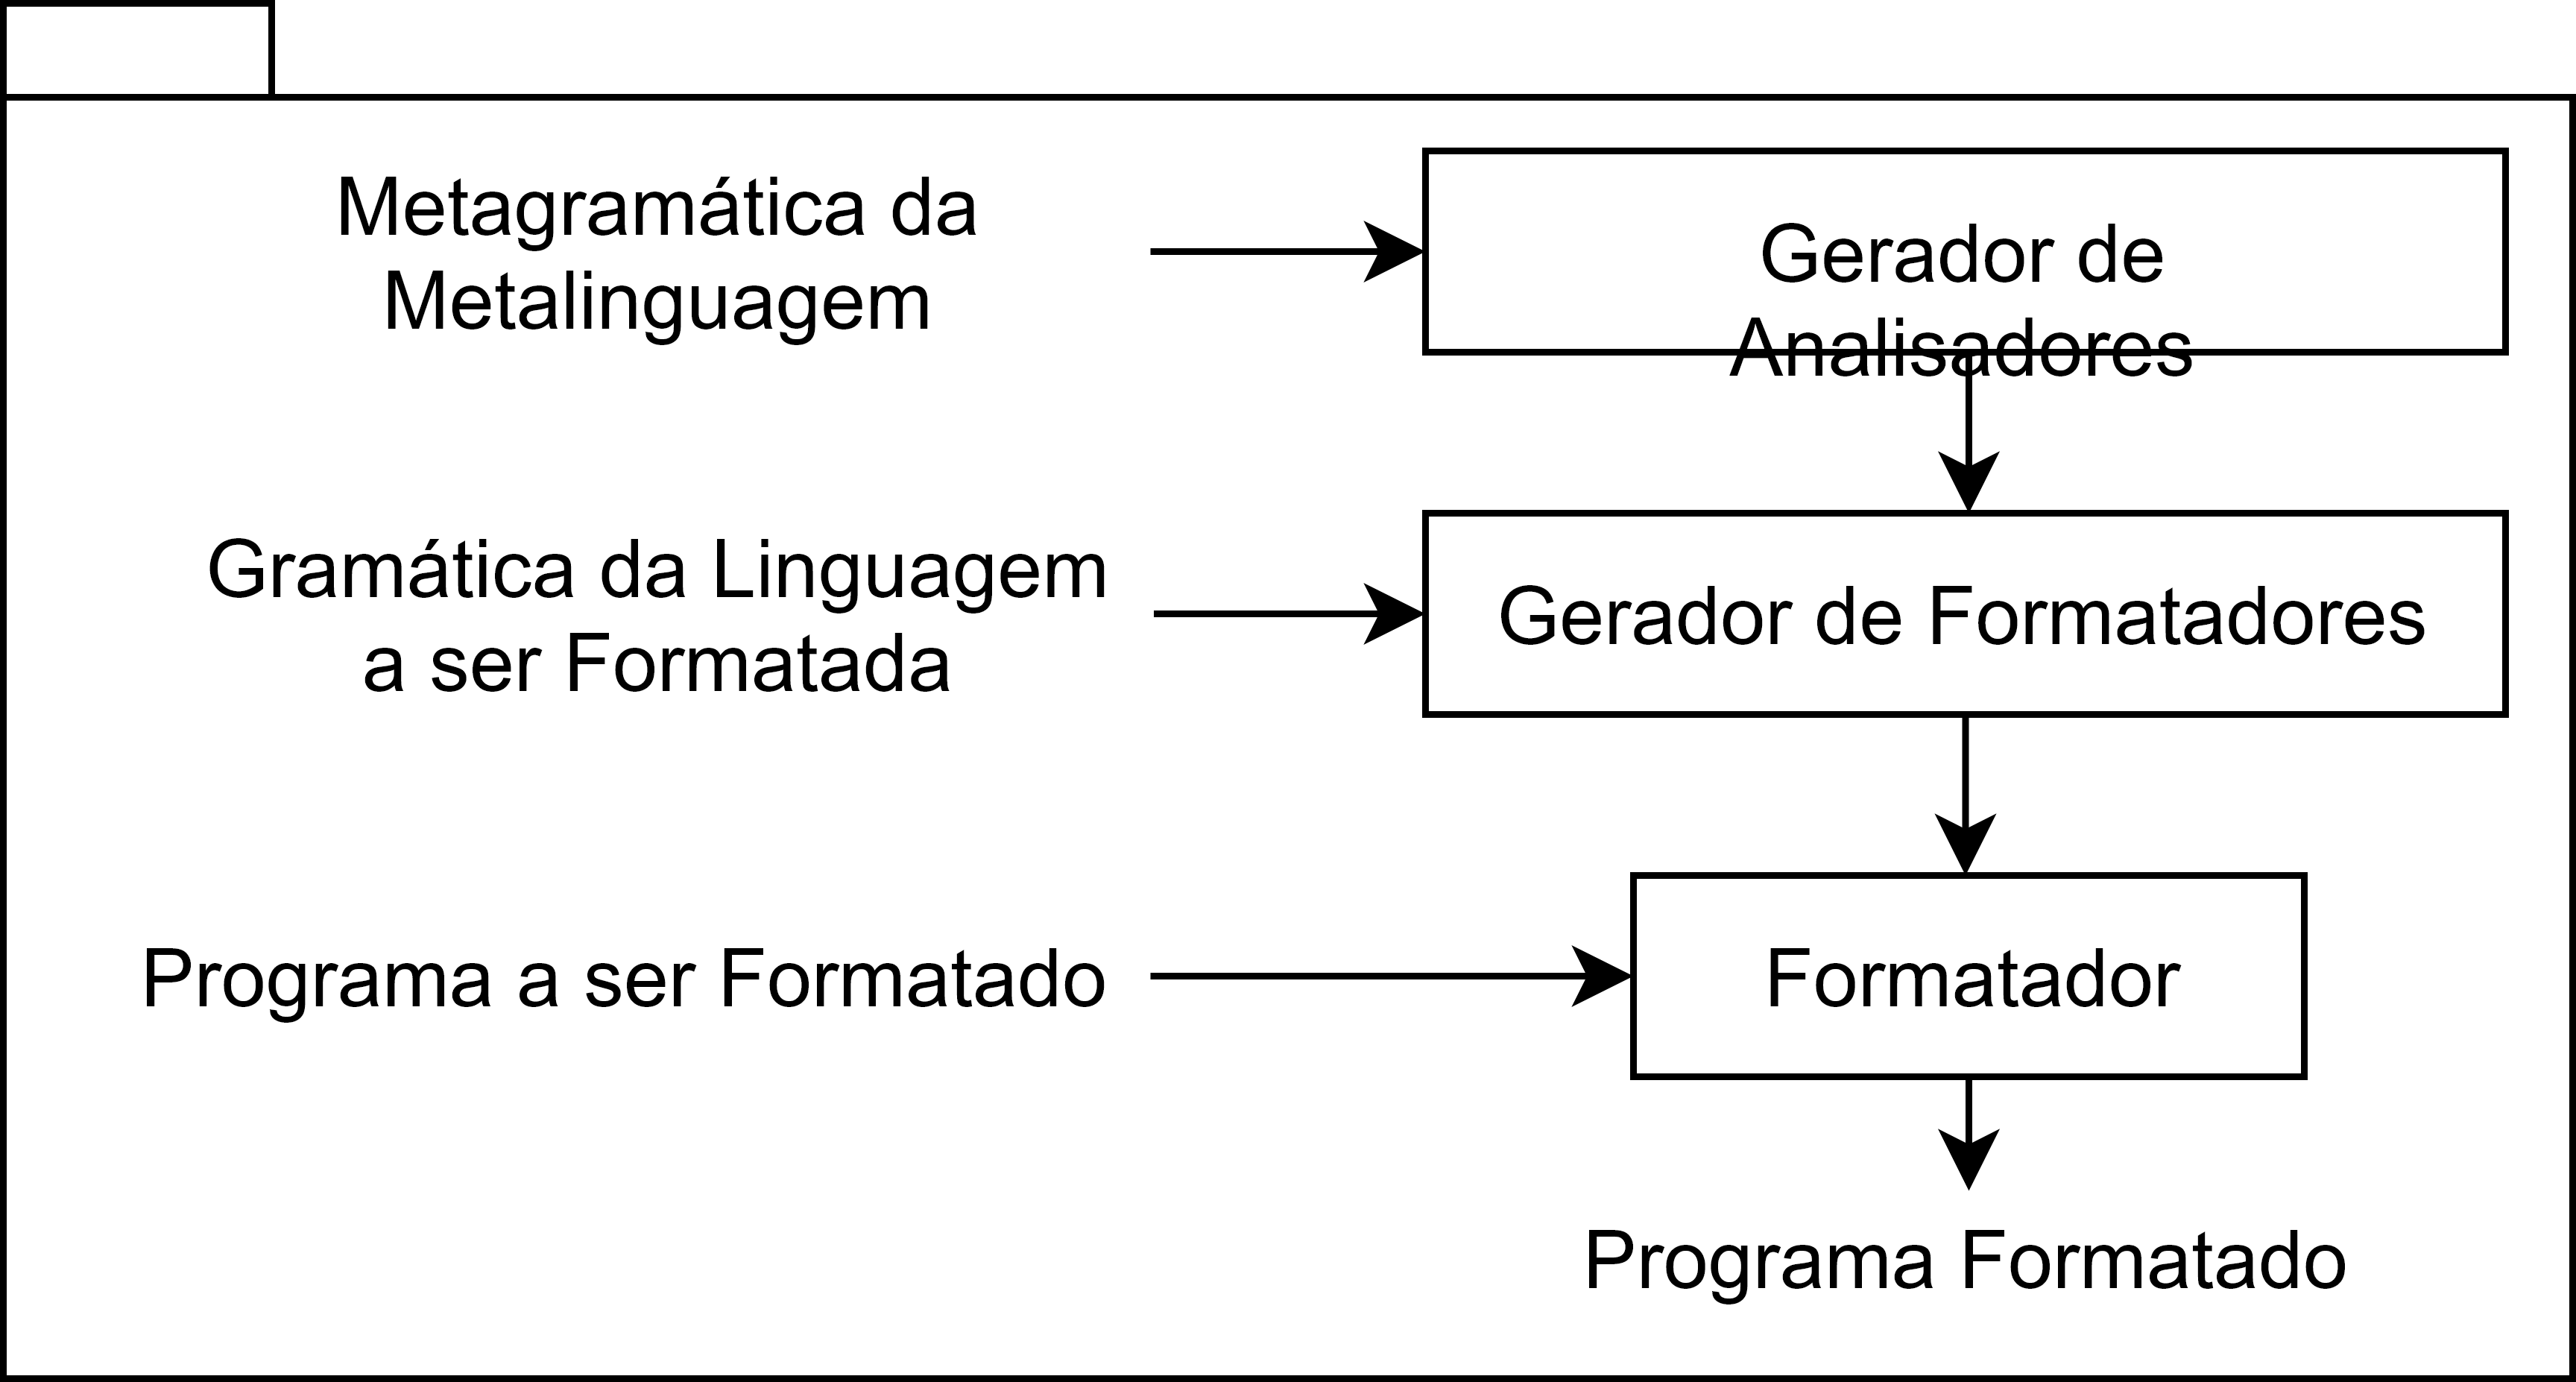 Metagramática da
Metalinguagem
Gerador de
Analisadores
Gramática da Linguagem
a ser Formatada
Gerador de Formatadores
Programa a ser Formatado
Formatador
Programa Formatado